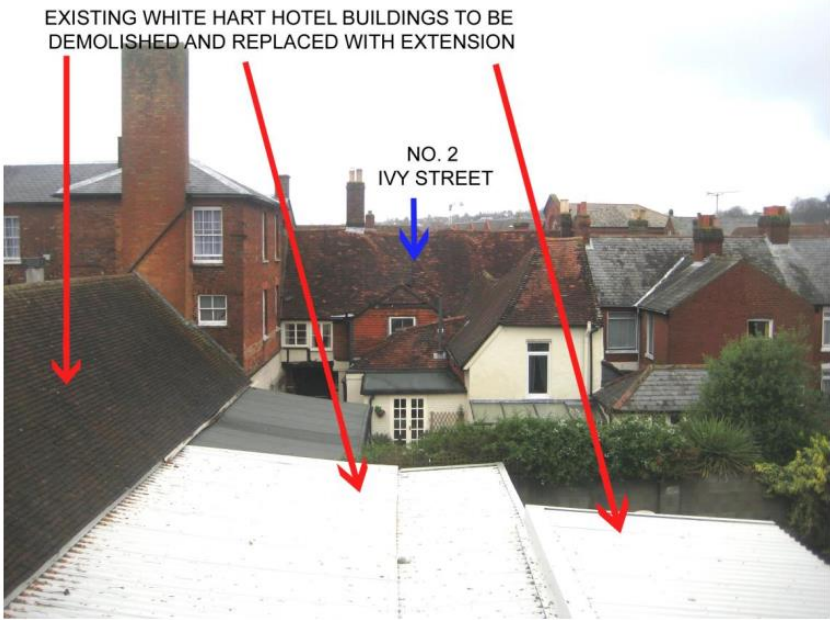 EXISTING WHITE HART HOTEL BUILDINGS TO BE
DEMOLISHED AND REPLACED WITH EXTENSION
NO. 2
IVY STREET